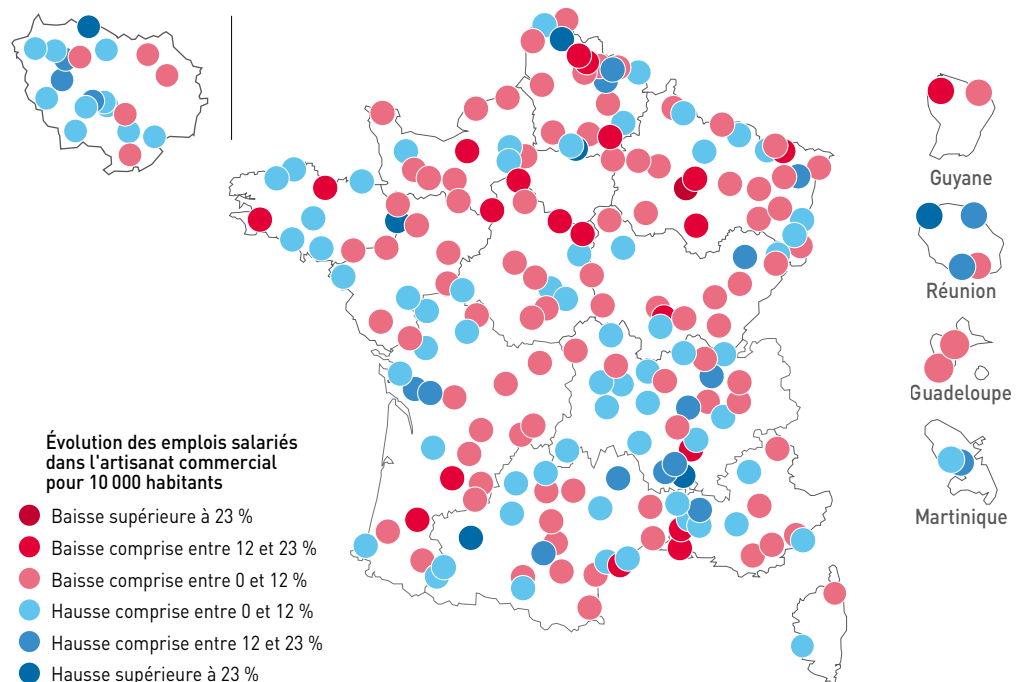 Guyane
Réunion
Guadeloupe
Martinique
Évolution des emplois salariés
dans l'artisanat commercial
pour 10 000 habitants
Baisse supérieure à 23 %
Baisse comprise entre 12 et 23 %
Baisse comprise entre 0 et 12 %
Hausse comprise entre 0 et 12 %
Hausse comprise entre 12 et 23 %
Hausse supérieure à 23 %